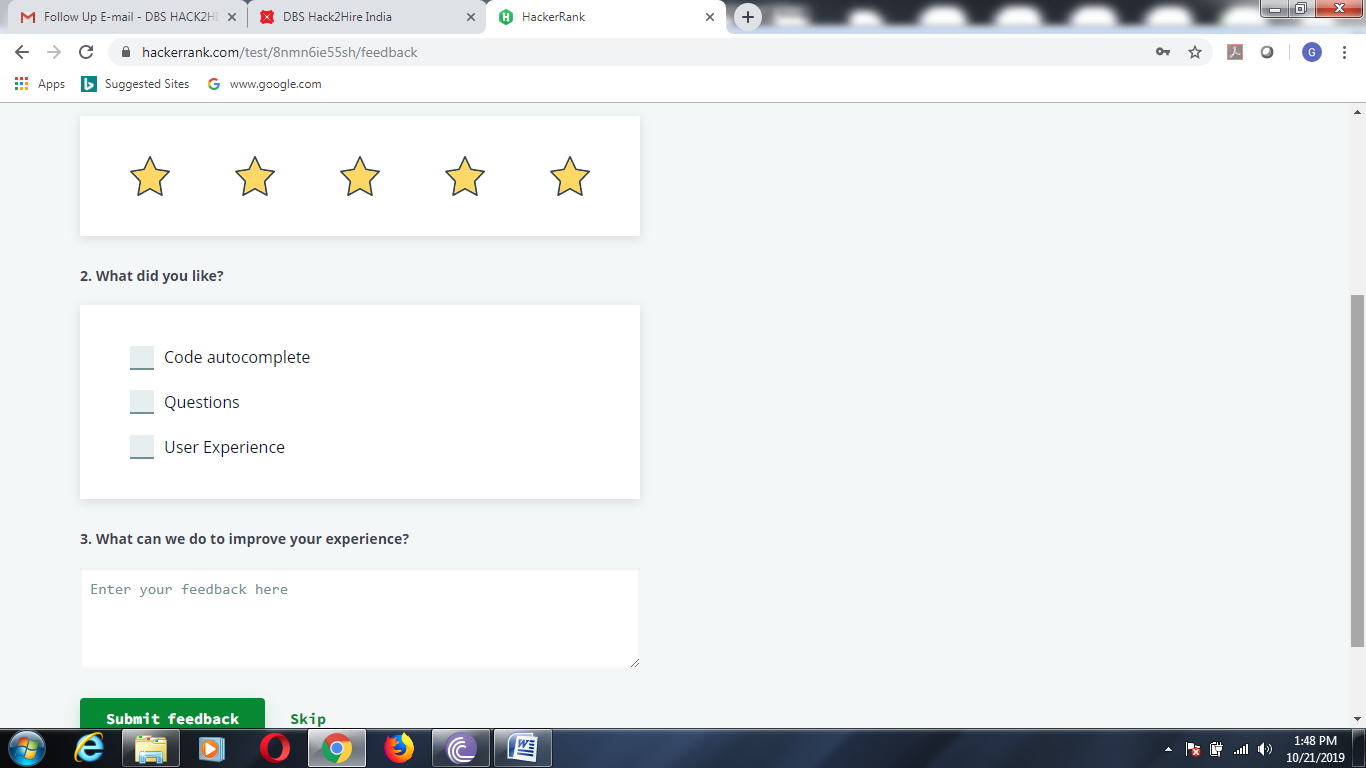 Follow Up E-mail - DBS HACK2HI
DBS Hack2Hire India
HackerRank
hackerrank.com/test/8nmn6ie55sh/feedback
G
Apps
Suggested Sites
www.google.com
2. What did you like?
Code autocomplete
Questions
User Experience
3. What can we do to improve your experience?
Enter your feedback here
Submit feedback
Skip
1:48 PM
10/21/2019